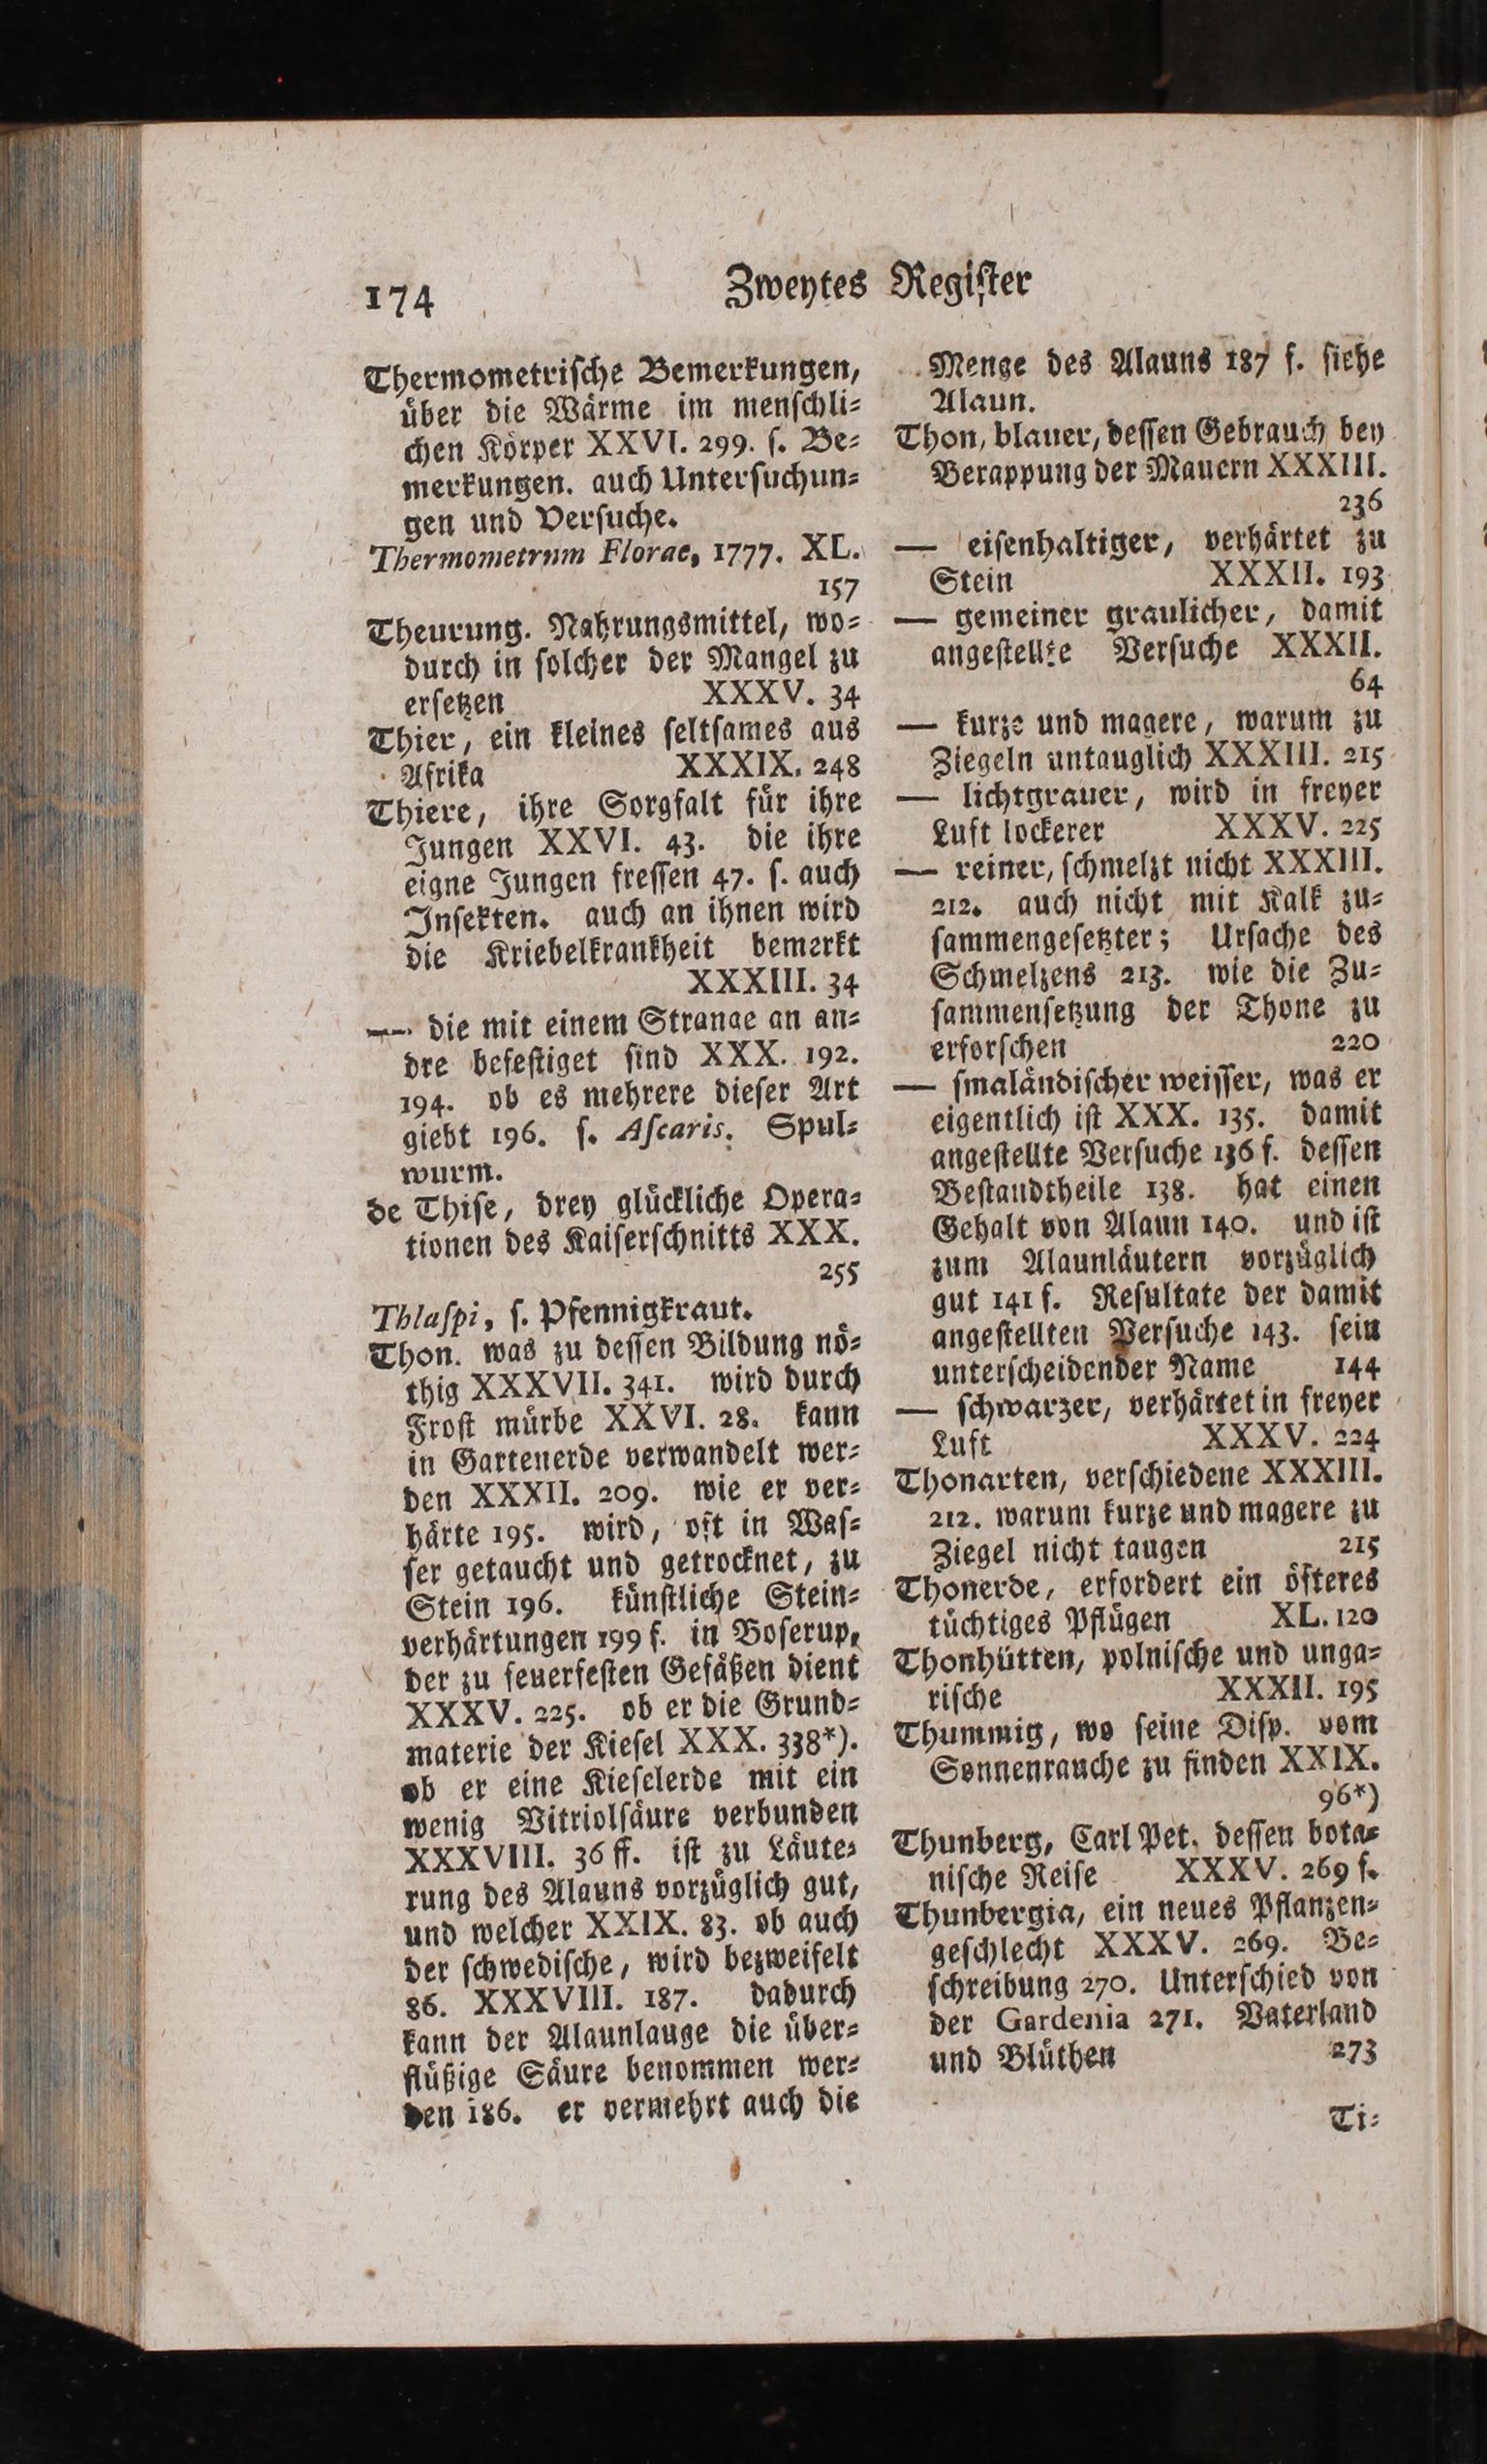 174 Zweytes Regiſter
Thermometriſche Bemerkungen,
über die Wärme im menſchli-
chen Körper XXVI. 299. ſ. Be-
merkungen. auch Unterſuchun-
gen und Verſuche.
Thermometrum Florae, 1777. XL.
157
Theurung. Nahrungsmittel, wo-
durch in ſolcher der Mangel zu
erſetzen XXXV. 34
Thier, ein kleines ſeltſames aus
Afrika XXXIX. 248
Thiere, ihre Sorgfalt für ihre
Jungen XXVI. 43. die ihre
eigne Jungen freſſen 47. ſ. auch
Inſekten. auch an ihnen wird
die Kriebelkrankheit bemerkt
XXXIII. 34
— die mit einem Strange an an-
dre befeſtiget ſind XXX. 192.
194. ob es mehrere dieſer Art
giebt 196. ſ. Aſcaris. Spul-
wurm.
de Thiſe, drey glückliche Opera-
tionen des Kaiſerſchnitts XXX.
255
Thlaſpi, ſ. Pfennigkraut.
Thon. was zu deſſen Bildung nö-
thig XXXVII. 341. wird durch
Froſt mürbe XXVI. 28. kann
in Gartenerde verwandelt wer-
den XXXII. 209. wie er ver-
härte 195. wird, oft in Waſ-
ſer getaucht und getrocknet, zu
Stein 196. künſtliche Stein-
verhärtungen 199 f. in Boſerup,
der zu feuerfeſten Gefäßen dient
XXXV. 225. ob er die Grund-
materie der Kieſel XXX. 338*).
ob er eine Kieſelerde mit ein
wenig Vitriolſäure verbunden
XXXVIII. 36 ff. iſt zu Läute-
rung des Alauns vorzüglich gut,
und welcher XXIX. 83. ob auch
der ſchwediſche, wird bezweifelt
86. XXXVIII. 187. dadurch
kann der Alaunlauge die über-
flüßige Säure benommen wer-
den 186. er vermehrt auch die
Menge des Alauns 187 f. ſiehe
Alaun.
Thon, blauer, deſſen Gebrauch bey
Berappung der Mauern XXXIII.
236
— eiſenhaltiger, verhärtet zu
Stein XXXII. 193
— gemeiner graulicher, damit
angeſtellte Verſuche XXXII.
64
— kurze und magere, warum zu
Ziegeln untauglich XXXIII. 215
— lichtgrauer, wird in freyer
Luft lockerer XXXV. 225
— reiner, ſchmelzt nicht XXXIII.
212. auch nicht mit Kalk zu-
ſammengeſetzter; Urſache des
Schmelzens 213. wie die Zu-
ſammenſetzung der Thone zu
erforſchen 220
— ſmaländiſcher weiſſer, was er
eigentlich iſt XXX. 135. damit
angeſtellte Verſuche 136 f. deſſen
Beſtandtheile 138. hat einen
Gehalt von Alaun 140. und iſt
zum Alaunläutern vorzüglich
gut 141 f. Reſultate der damit
angeſtellten Verſuche 143. ſein
unterſcheidender Name 144
— ſchwarzer, verhärtet in freyer
Luft XXXV. 224
Thonarten, verſchiedene XXXIII.
212. warum kurze und magere zu
Ziegel nicht taugen 215
Thonerde, erfordert ein öfteres
tüchtiges Pflügen XL. 120
Thonhütten, polniſche und unga-
riſche XXXII. 195
Thummig, wo ſeine Diſp. vom
Sonnenrauche zu finden XXIX.
96*)
Thunberg, Carl Pet. deſſen bota-
niſche Reiſe XXXV. 269 f.
Thunbergia, ein neues Pflanzen-
geſchlecht XXXV. 269. Be-
ſchreibung 270. Unterſchied von
der Gardenia 271. Vaterland
und Blüthen 273
Ti-